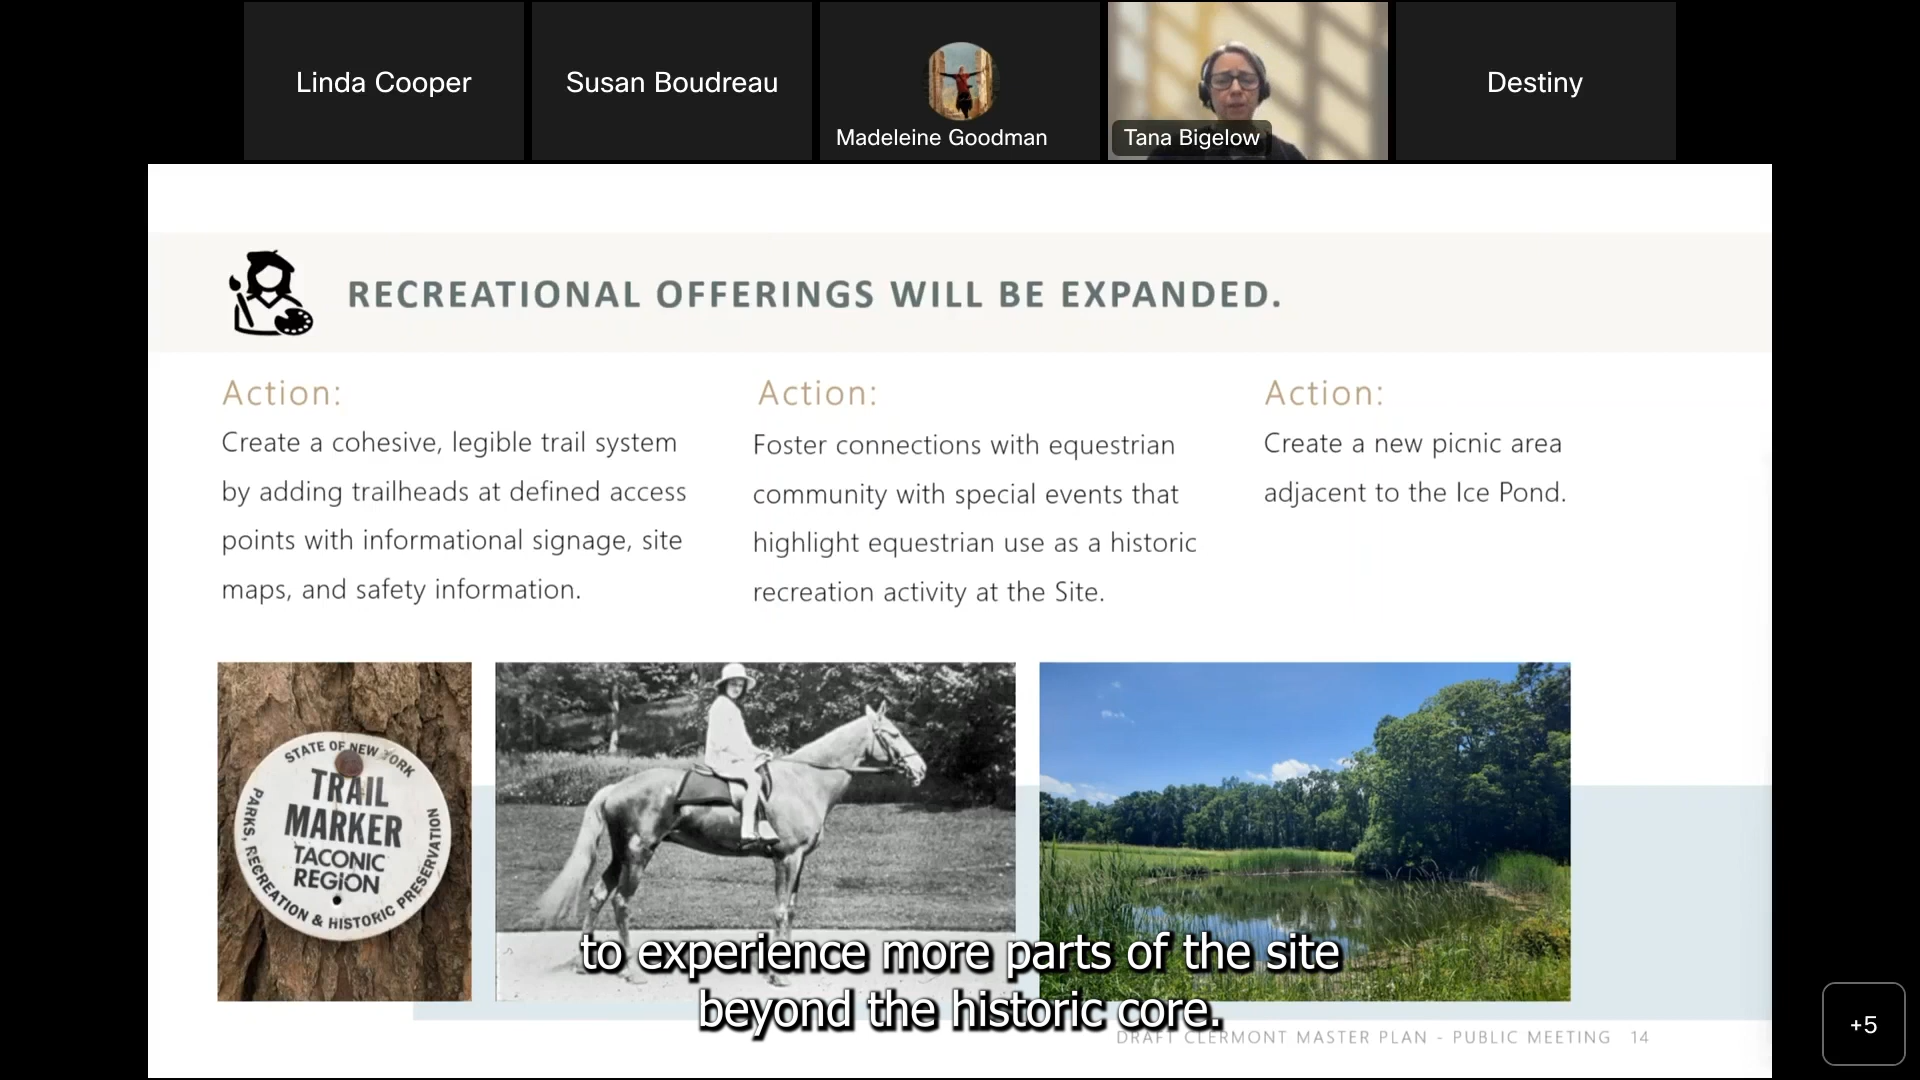 Linda Cooper
Susan Boudreau
Madeleine Goodman
Tana Bigelow
Destiny
RECREATIONAL OFFERINGS WILL BE EXPANDED.
Action:
Create a cohesive, legible trail system
by adding trailheads at defined access
points with informational signage, site
maps, and safety information.
Action:
Foster connections with equestrian
community with special events that
highlight equestrian use as a historic
recreation activity at the Site.
Action:
Create a new picnic area
adjacent to the Ice Pond.
STATE OF NEW YORK
TRAIL
MARKER
TACONIC
REGION
PARKS, RECREATION & HISTORIC PRESERVATION
to experience more parts of the site
beyond the historic core.
DRAFT CLERMONT MASTER PLAN - PUBLIC MEETING 14
+5